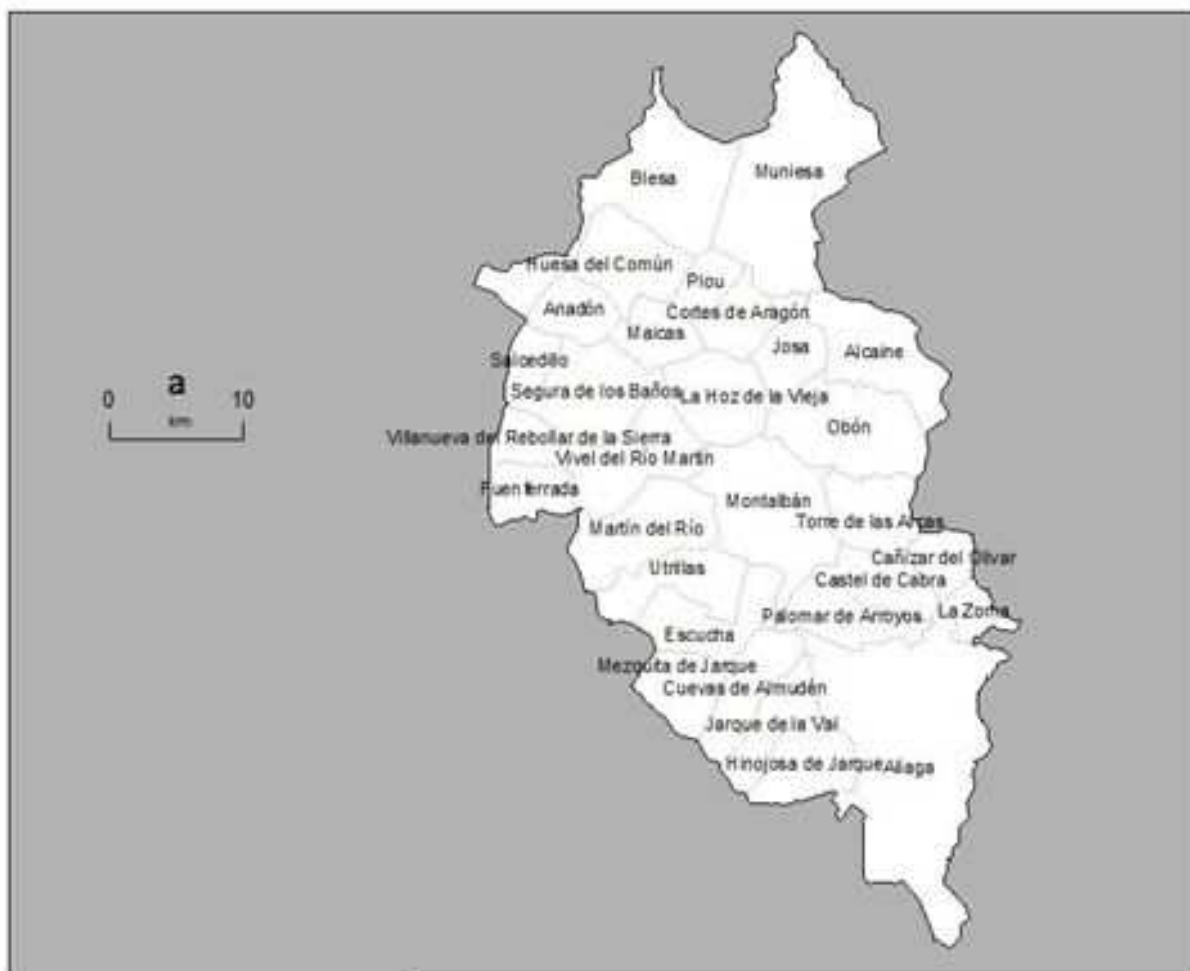 Blesa
Muniesa
Huesa del Común
Plou
Anadón
Cortes de Aragón
Maicas
Josa
Alcaine
Salcedillo
a
Segura de los Baños
La Hoz de la Vieja
0 10
km
Obón
Villanueva del Rebollar de la Sierra
Vivel del Río Martín
Fuenferrada
Montalbán
Martín del Río
Torre de las Arcas
Cañizar del Olivar
Utrillas
Castel de Cabra
La Zoma
Palomar de Arroyos
Escucha
Mezquita de Jarque
Cuevas de Almudén
Jarque de la Val
Hinojosa de Jarque
Aliaga